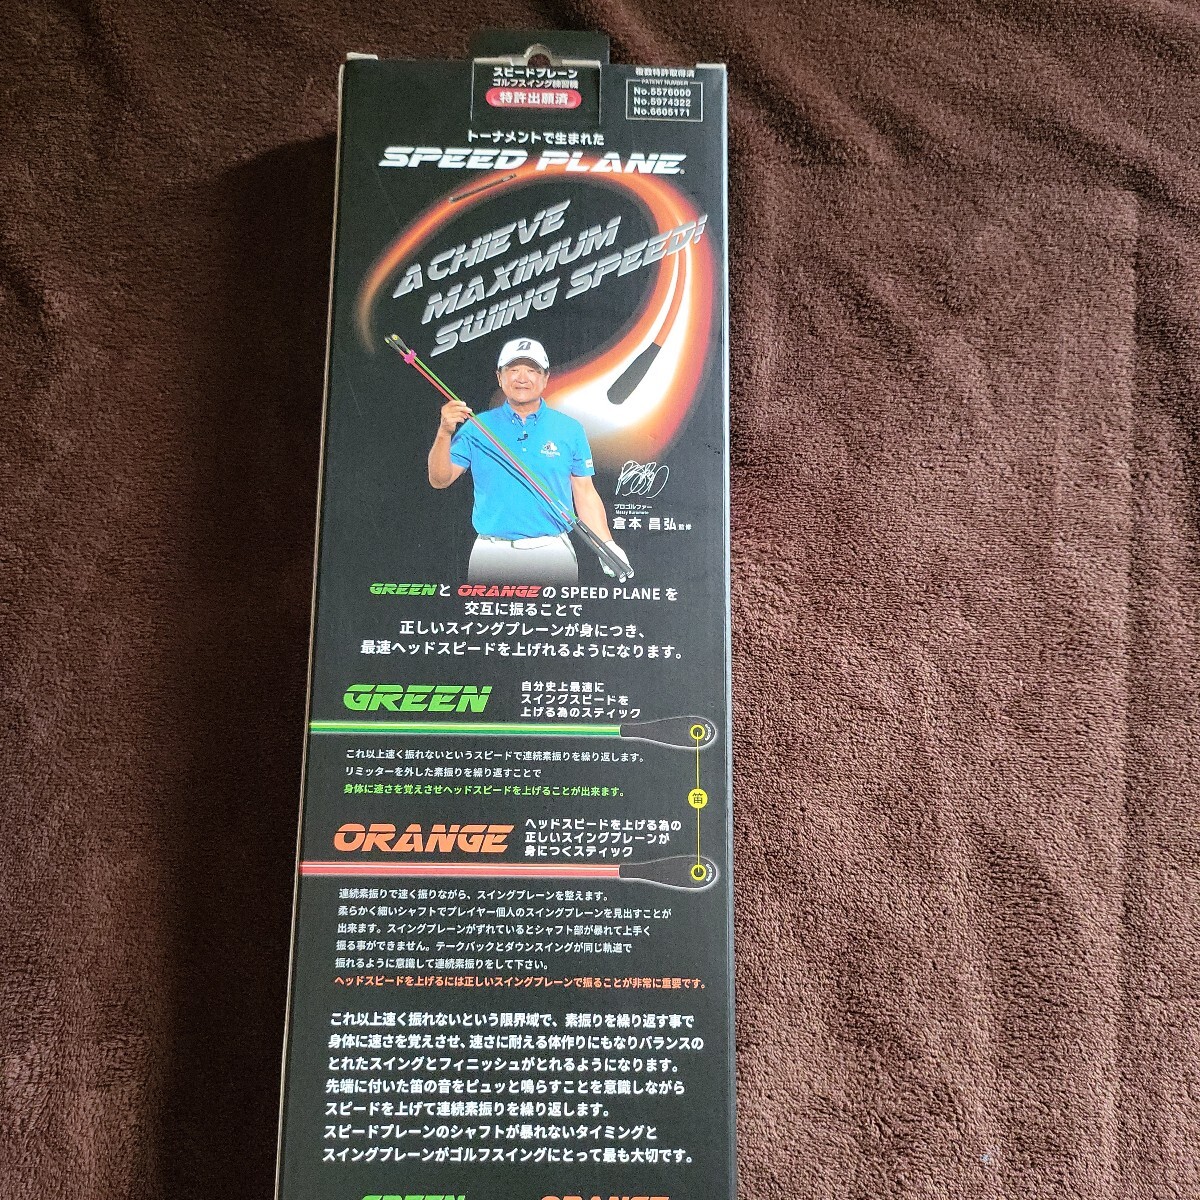 スピードプレーン
ゴルフスイング練習機
特許出願済
複数特許取得済
PATENT NUMBER
No.5576000
No.5974322
No.6605171
トーナメントで生まれた
SPEED PLANE
ACHIEVE
MAXIMUM
SWING SPEED!
プロゴルファー
Massy Kuramoto
倉本 昌弘 監修
GREENと ORANGEの SPEED PLANE を
交互に振ることで
正しいスイングプレーンが身につき、
最速ヘッドスピードを上げれるようになります。
GREEN
自分史上最速に
スイングスピードを
上げる為のスティック
これ以上速く振れないというスピードで連続素振りを繰り返します。
リミッターを外した素振りを繰り返すことで
身体に速さを覚えさせヘッドスピードを上げることが出来ます。
笛
ORANGE
ヘッドスピードを上げる為の
正しいスイングプレーンが
身につくスティック
連続素振りで速く振りながら、スイングプレーンを整えます。
柔らかく細いシャフトでプレイヤー個人のスイングプレーンを見出すことが
出来ます。スイングプレーンがずれているとシャフト部が暴れて上手く
振る事ができません。テークバックとダウンスイングが同じ軌道で
振れるように意識して連続素振りをして下さい。
ヘッドスピードを上げるには正しいスイングプレーンで振ることが非常に重要です。
これ以上速く振れないという限界域で、素振りを繰り返す事で
身体に速さを覚えさせ、速さに耐える体作りにもなりバランスの
とれたスイングとフィニッシュがとれるようになります。
先端に付いた笛の音をピュッと鳴らすことを意識しながら
スピードを上げて連続素振りを繰り返します。
スピードプレーンのシャフトが暴れないタイミングと
スイングプレーンがゴルフスイングにとって最も大切です。
GREEN ORANGE